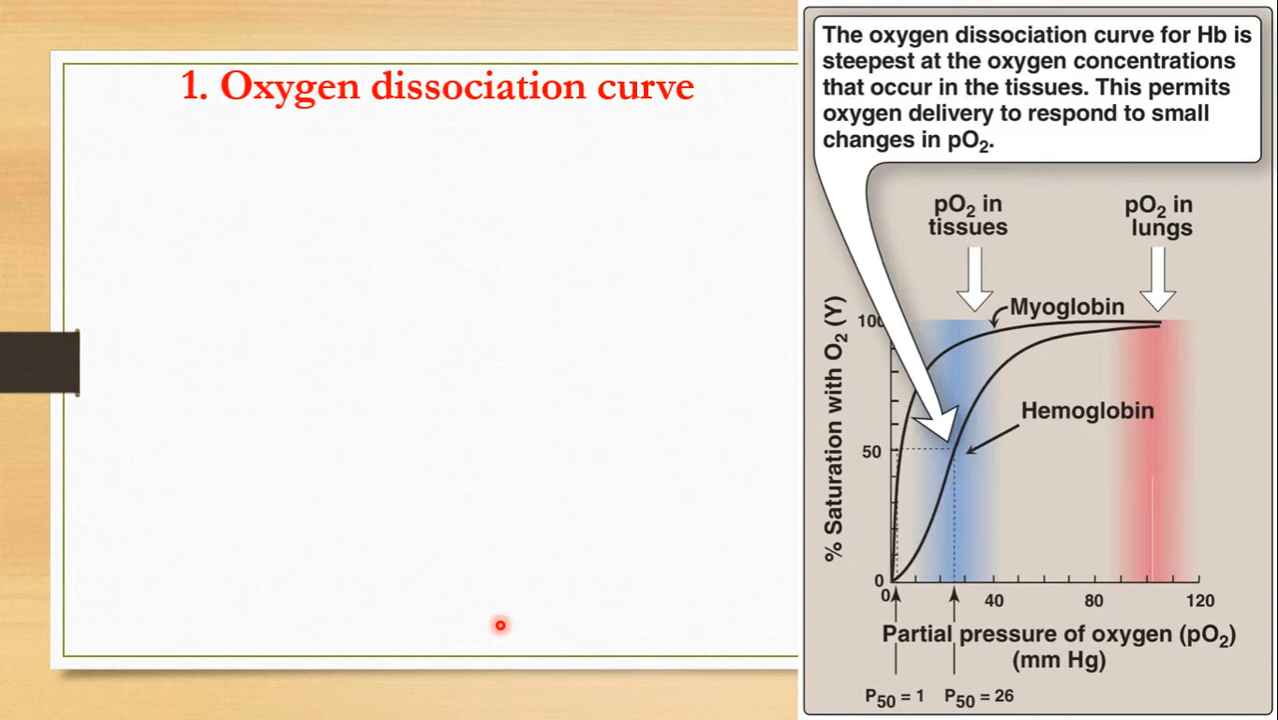 1. Oxygen dissociation curve
The oxygen dissociation curve for Hb is
steepest at the oxygen concentrations
that occur in the tissues. This permits
oxygen delivery to respond to small
changes in pO₂.
pO₂ in
tissues
pO₂ in
lungs
Myoglobin
Hemoglobin
% Saturation with O₂ (Y)
100
50
0
0
40
80
120
Partial pressure of oxygen (pO₂)
(mm Hg)
P₅₀ = 1
P₅₀ = 26